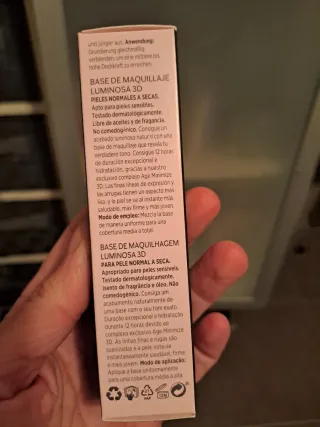 und jünger aus. Anwendung:
Grundierung gleichmäßig
verblenden, um eine mittlere bis
hohe Deckkraft zu erreichen.
BASE DE MAQUILLAJE
LUMINOSA 3D
PIELES NORMALES A SECAS.
Apto para pieles sensibles.
Testado dermatológicamente.
Libre de aceites y de fragancia.
No comedogénico. Consigue un
acabado luminoso natural con una
base de maquillaje que revela tu
verdadero tono. Consigue 12 horas
de duración excepcional e
hidratación, gracias a nuestro
exclusivo complejo Age Minimize
3D. Las finas líneas de expresión y
las arrugas tienen un aspecto más
liso, y la piel se va al instante más
saludable, más firme y más joven.
Modo de empleo: Mezcla la base
de manera uniforme para una
cobertura media a total.
BASE DE MAQUILHAGEM
LUMINOSA 3D
PARA PELE NORMAL A SECA.
Apropriado para peles sensíveis.
Testado dermatologicamente.
Isento de fragrância e óleo. Não
comedogénico. Consiga um
acabamento naturalmente de
uma base com o seu tom exato.
Duração excepcional e hidratação
durante 12 horas devido ao
complexo exclusivo Age Minimize
3D. As linhas finas e rugas são
suavizadas e a pele nota-se
instantaneamente saudável, firme
e mais jovem. Modo de aplicação:
Aplique a base uniformemente
para uma cobertura média a alta.
PAP